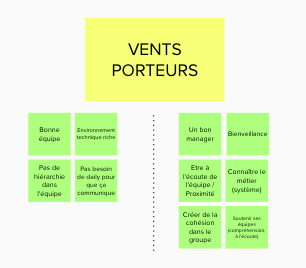 VENTS
PORTEURS
Bonne
équipe
Environnement
technique riche
Pas de
hiérarchie
dans
l'équipe
Pas besoin
de daily pour
que ça
communique
Un bon
manager
Bienveillance
Etre à
l'écoute de
l'équipe /
Proximité
Connaître le
métier
(système)
Créer de la
cohésion
dans le
groupe
Soutenir ses
équipes
(compréhension,
à l'écoute)